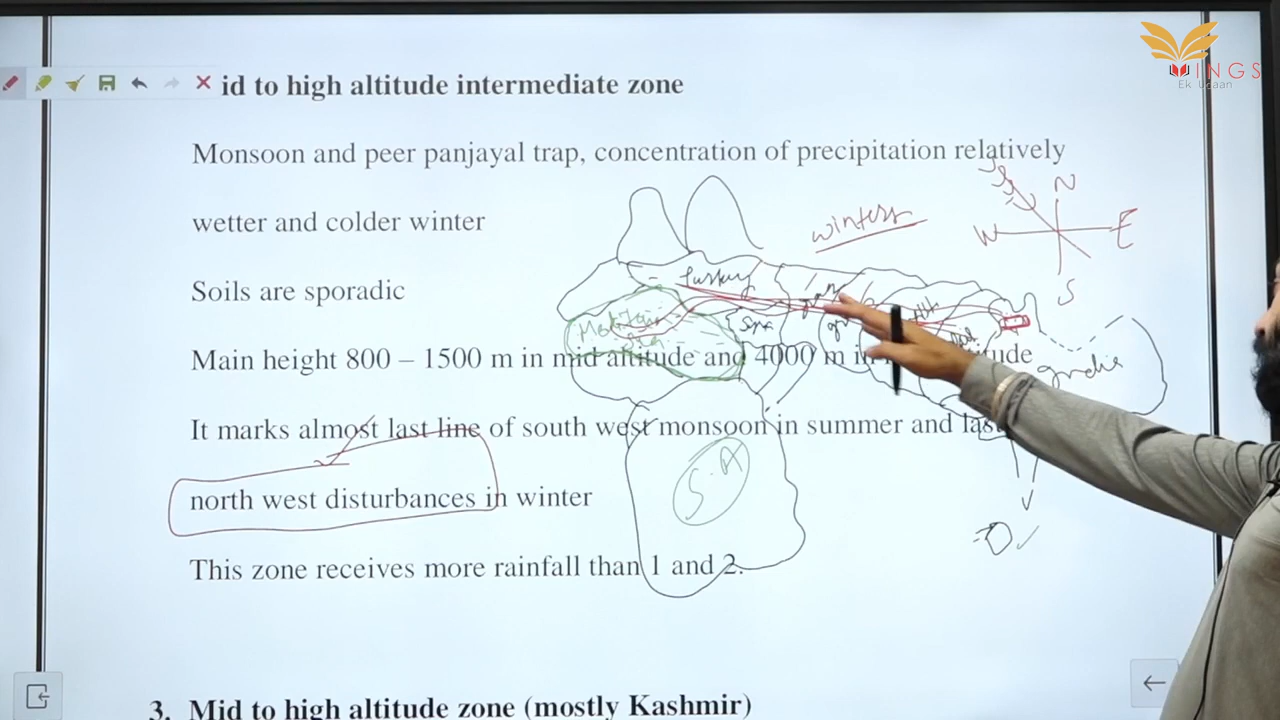 WINGS
Ek Udaan
id to high altitude intermediate zone
Monsoon and peer panjayal trap, concentration of precipitation relatively
wetter and colder winter
winters
N
W
E
S
Soils are sporadic
Turkey
Main height 800 – 1500 m in mid altitude and 4000 m in
It marks almost last line of south west monsoon in summer and
S.A
north west disturbances in winter
This zone receives more rainfall than 1 and 2.
3. Mid to high altitude zone (mostly Kashmir)